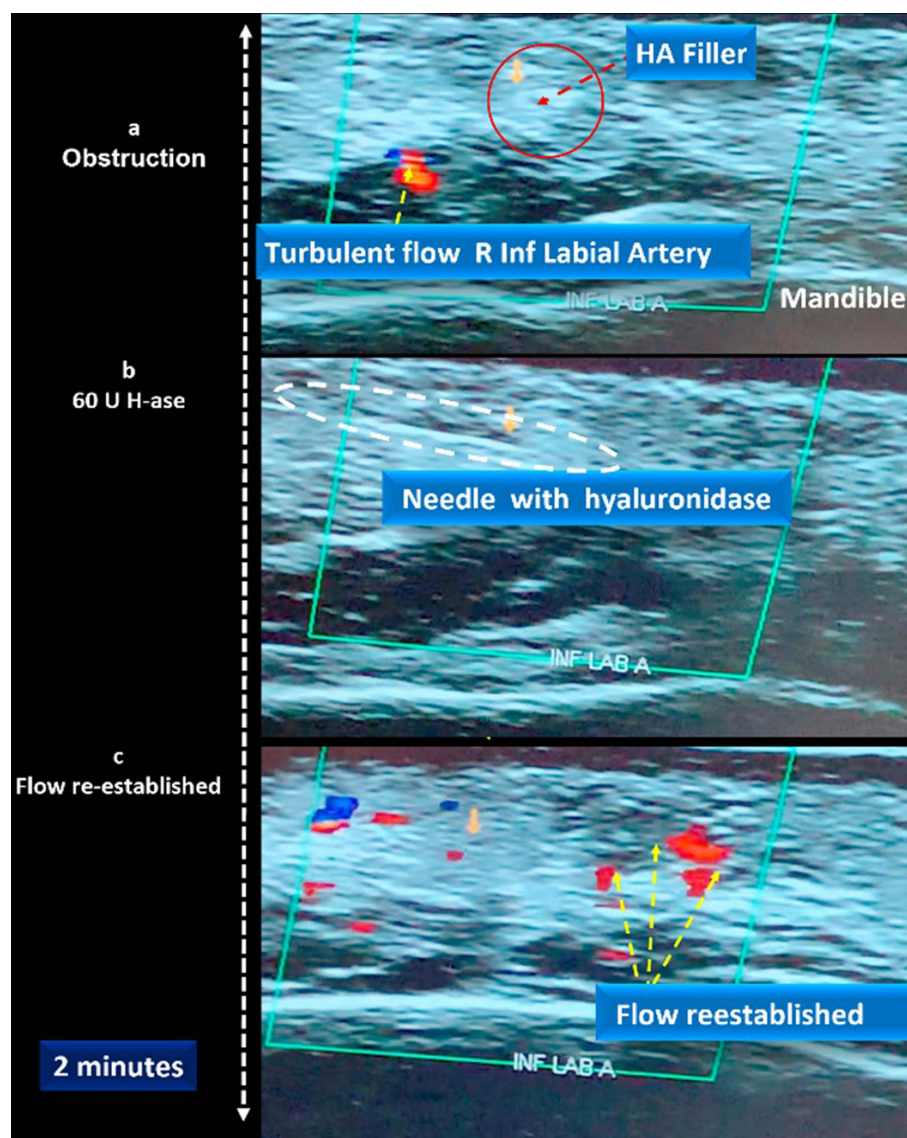 a
Obstruction
HA Filler
Turbulent flow R Inf Labial Artery
INF LAB A
Mandible
b
60 U H-ase
Needle with hyaluronidase
INF LAB A
c
Flow re-established
Flow reestablished
2 minutes
INF LAB A